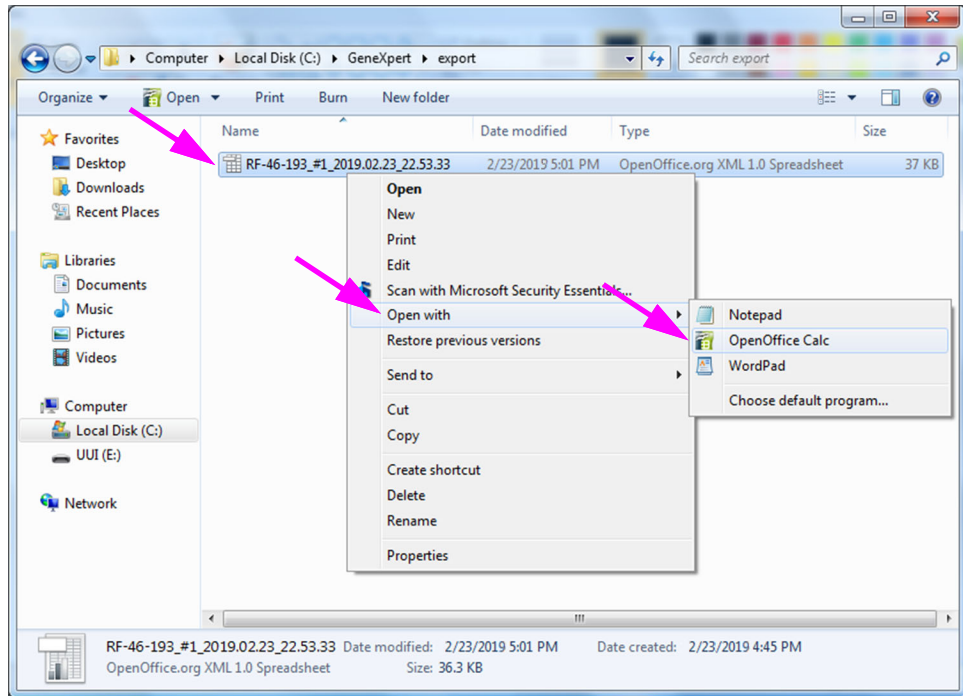 Computer Local Disk (C:) GeneXpert export Search export
Organize Open Print Burn New folder
Name Date modified Type Size
RF-46-193_#1_2019.02.23_22.53.33 2/23/2019 5:01 PM OpenOffice.org XML 1.0 Spreadsheet 37 KB
Favorites
Desktop
Downloads
Recent Places
Libraries
Documents
Music
Pictures
Videos
Computer
Local Disk (C:)
UUI (E:)
Network
Open
New
Print
Edit
Scan with Microsoft Security Essentials...
Open with
Restore previous versions
Send to
Cut
Copy
Create shortcut
Delete
Rename
Properties
Notepad
OpenOffice Calc
WordPad
Choose default program...
RF-46-193_#1_2019.02.23_22.53.33 Date modified: 2/23/2019 5:01 PM Date created: 2/23/2019 4:45 PM
OpenOffice.org XML 1.0 Spreadsheet Size: 36.3 KB